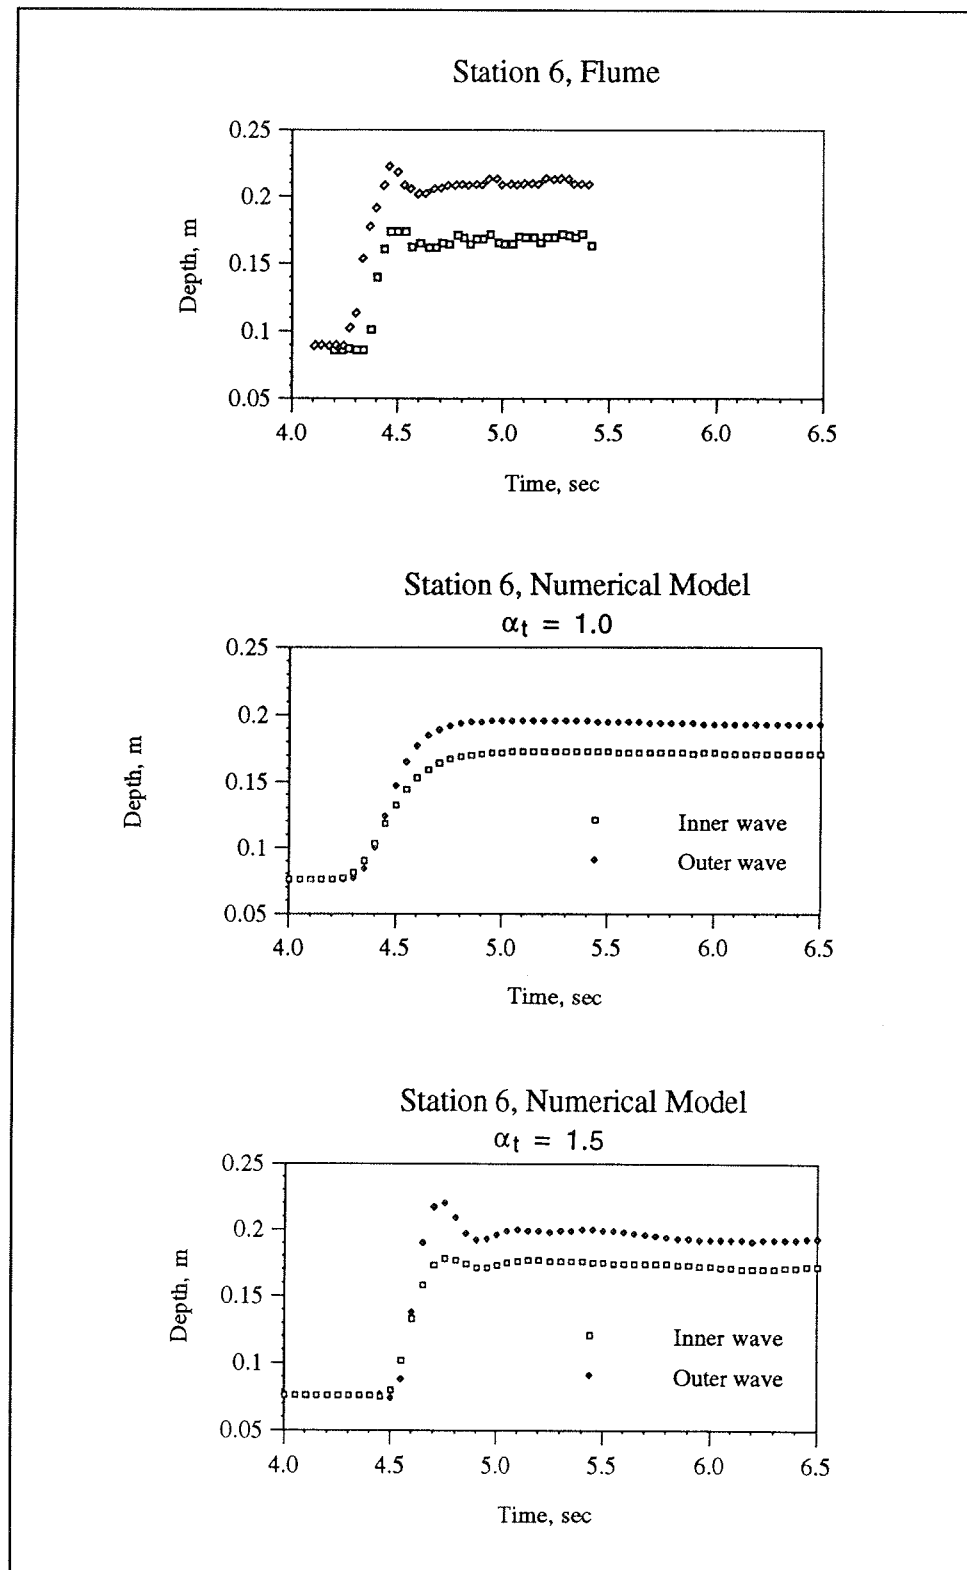 Station 6, Flume
0.25
0.2
0.15
0.1
0.05
Depth, m
4.0 4.5 5.0 5.5 6.0 6.5
Time, sec
Station 6, Numerical Model
αt = 1.0
0.25
0.2
0.15
0.1
0.05
Depth, m
Inner wave
Outer wave
4.0 4.5 5.0 5.5 6.0 6.5
Time, sec
Station 6, Numerical Model
αt = 1.5
0.25
0.2
0.15
0.1
0.05
Depth, m
Inner wave
Outer wave
4.0 4.5 5.0 5.5 6.0 6.5
Time, sec